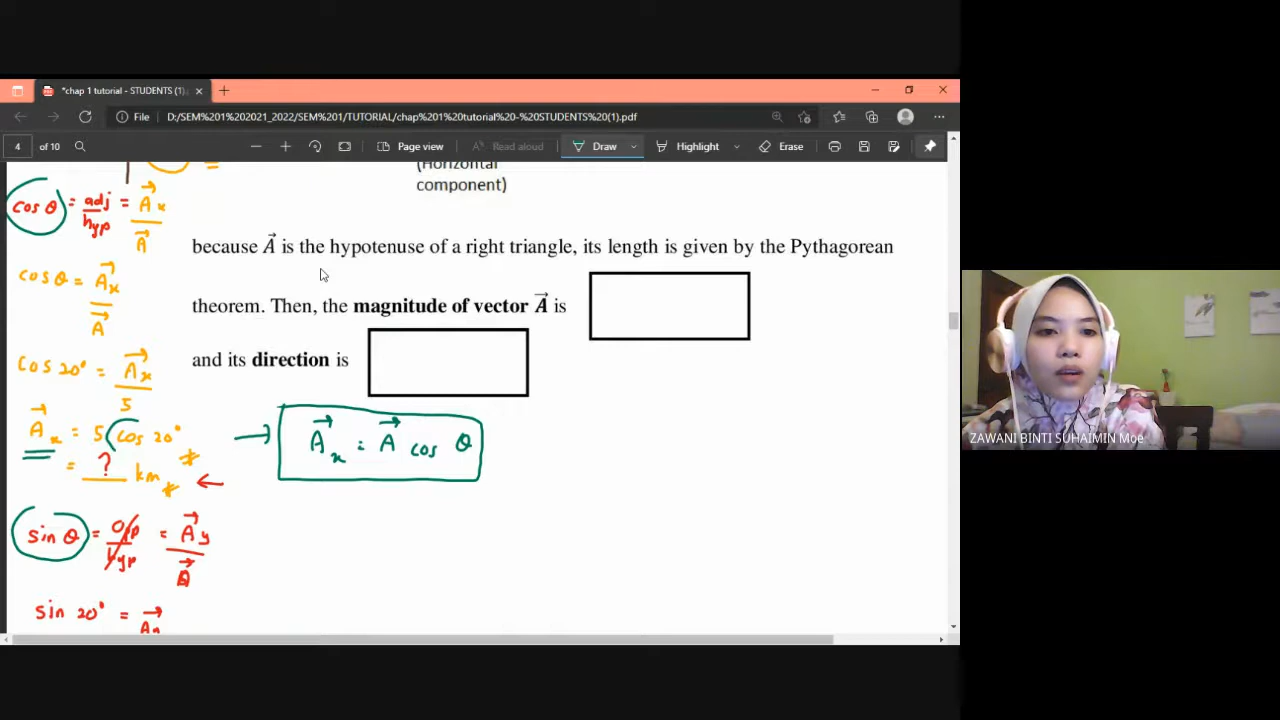 *chap 1 tutorial - STUDENTS (1).
File D:/SEM%201%202021_2022/SEM%201/TUTORIAL/chap%201%20tutorial%20-%20STUDENTS%20(1).pdf
4 of 10 Page view Read aloud Draw Highlight Erase
(Horizontal
component)
cos θ = adj/hyp = A⃗x/A⃗
because A⃗ is the hypotenuse of a right triangle, its length is given by the Pythagorean
cos θ = A⃗x/A⃗
theorem. Then, the magnitude of vector A⃗ is
and its direction is
cos 20° = A⃗x/5
A⃗x = 5 cos 20°
= ? km
→ A⃗x = A⃗ cos θ
sin θ = opp/hyp = A⃗y/A⃗
sin 20° = A⃗y
ZAWANI BINTI SUHAIMIN Moe